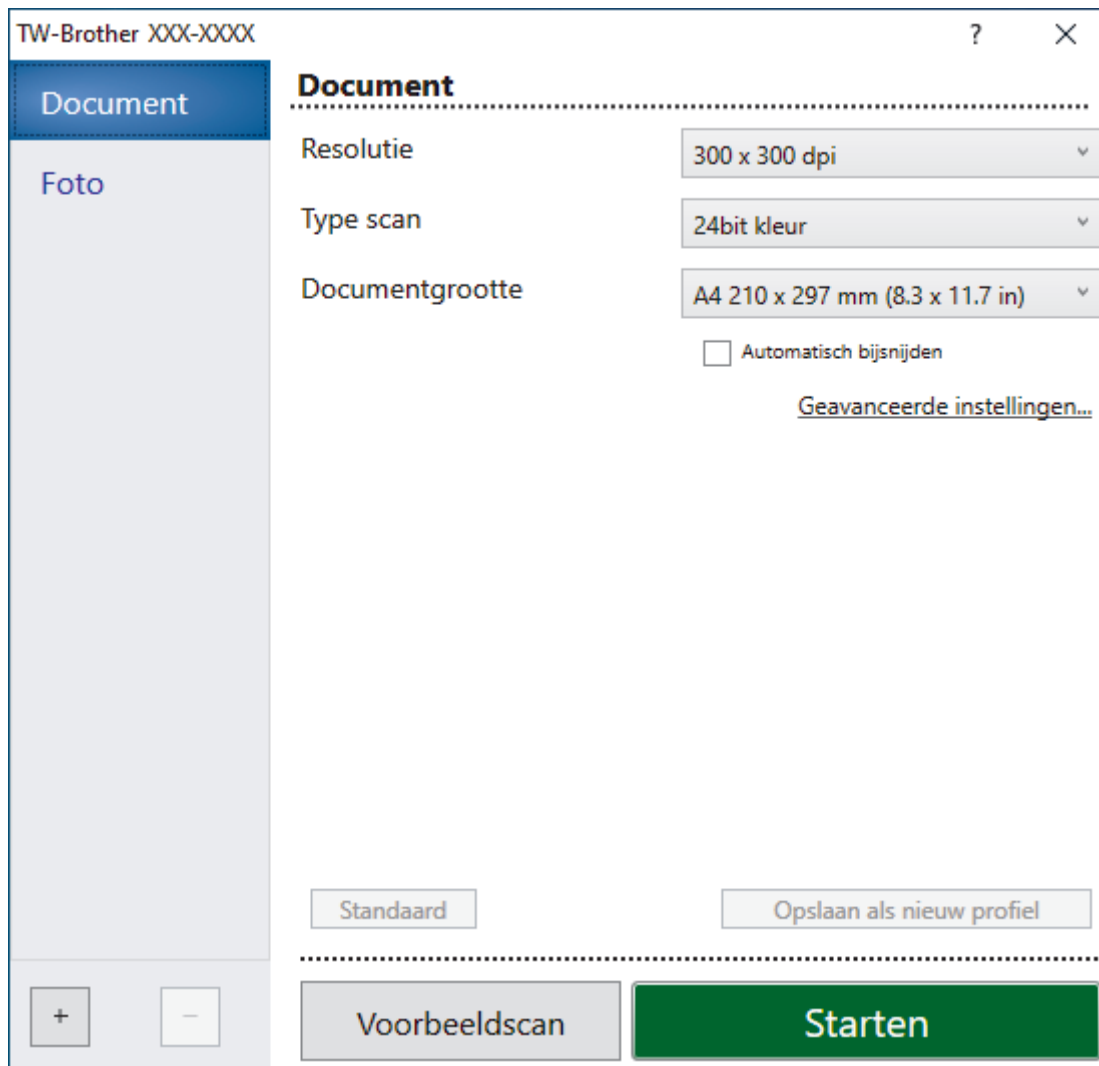 TW-Brother XXX-XXXX
?
Document
Foto
Document
Resolutie
300 x 300 dpi
Type scan
24bit kleur
Documentgrootte
A4 210 x 297 mm (8.3 x 11.7 in)
Automatisch bijsnijden
Geavanceerde instellingen...
Standaard
Opslaan als nieuw profiel
+
−
Voorbeeldscan
Starten